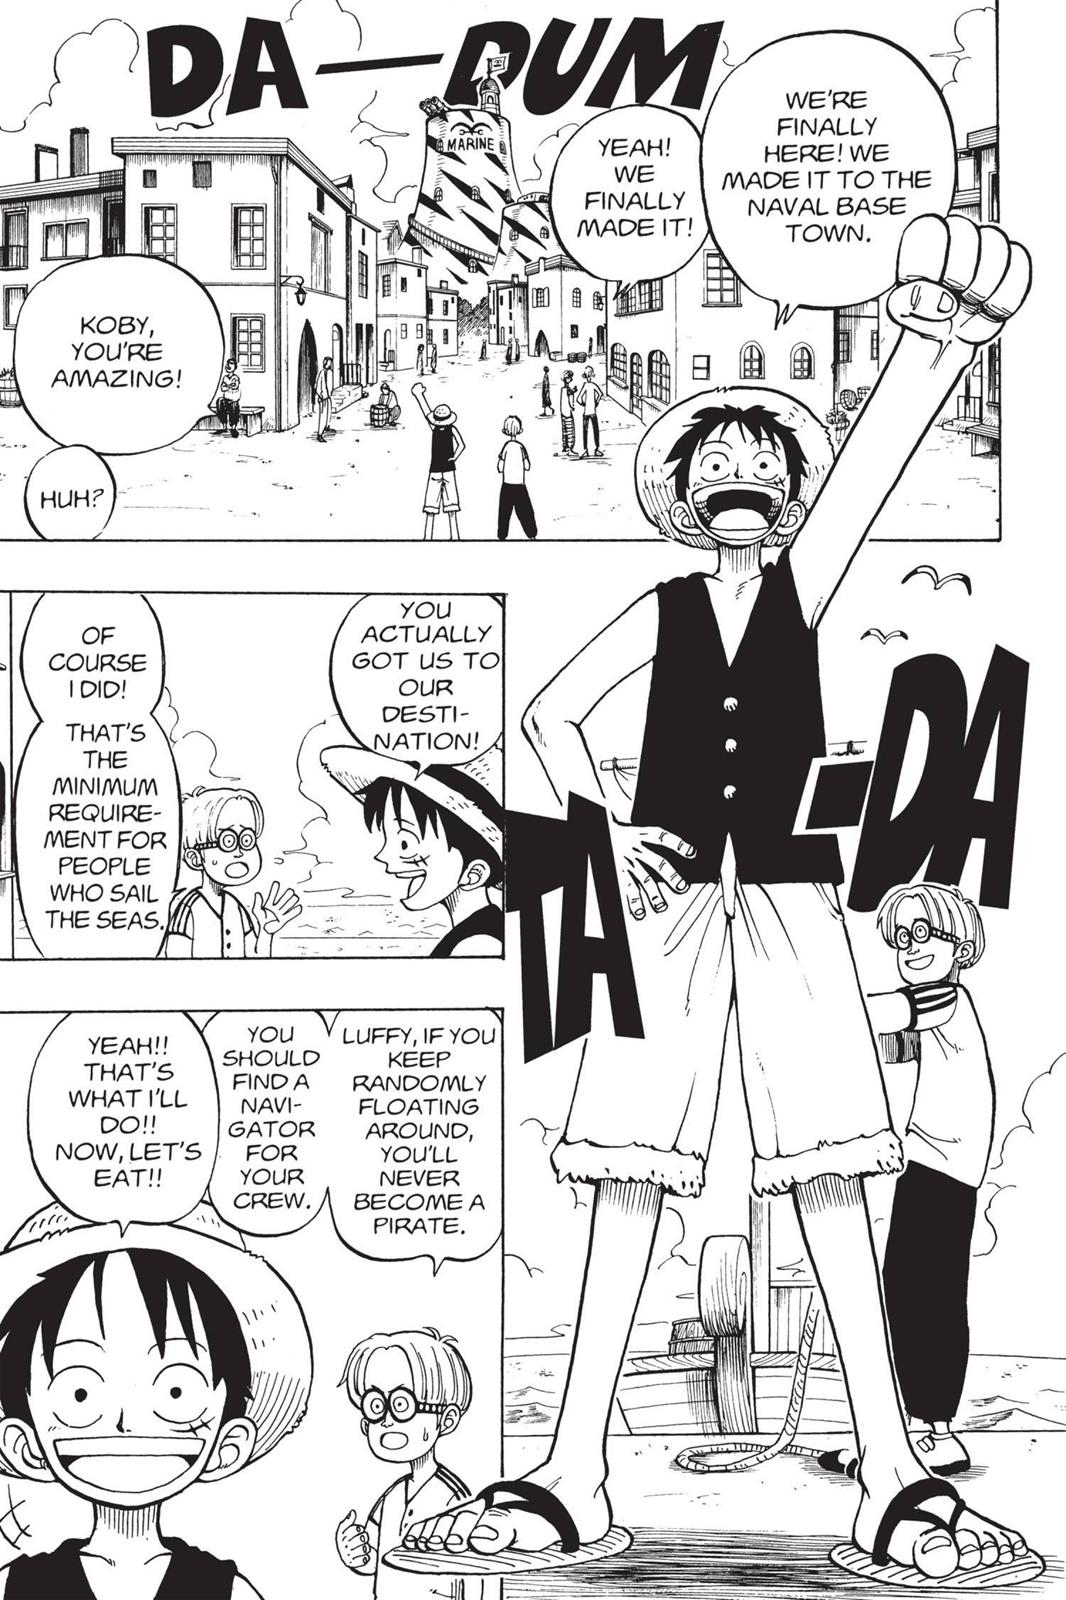 DA—DUM
MARINE
WE'RE
FINALLY
HERE! WE
MADE IT TO THE
NAVAL BASE
TOWN.
YEAH!
WE
FINALLY
MADE IT!
KOBY,
YOU'RE
AMAZING!
HUH?
TA-DA
YOU
ACTUALLY
GOT US TO
OUR
DESTI-
NATION!
OF
COURSE
I DID!
THAT'S
THE
MINIMUM
REQUIRE-
MENT FOR
PEOPLE
WHO SAIL
THE SEAS.
LUFFY, IF YOU
KEEP
RANDOMLY
FLOATING
AROUND,
YOU'LL
NEVER
BECOME A
PIRATE.
YOU
SHOULD
FIND A
NAVI-
GATOR
FOR
YOUR
CREW.
YEAH!!
THAT'S
WHAT I'LL
DO!!
NOW, LET'S
EAT!!